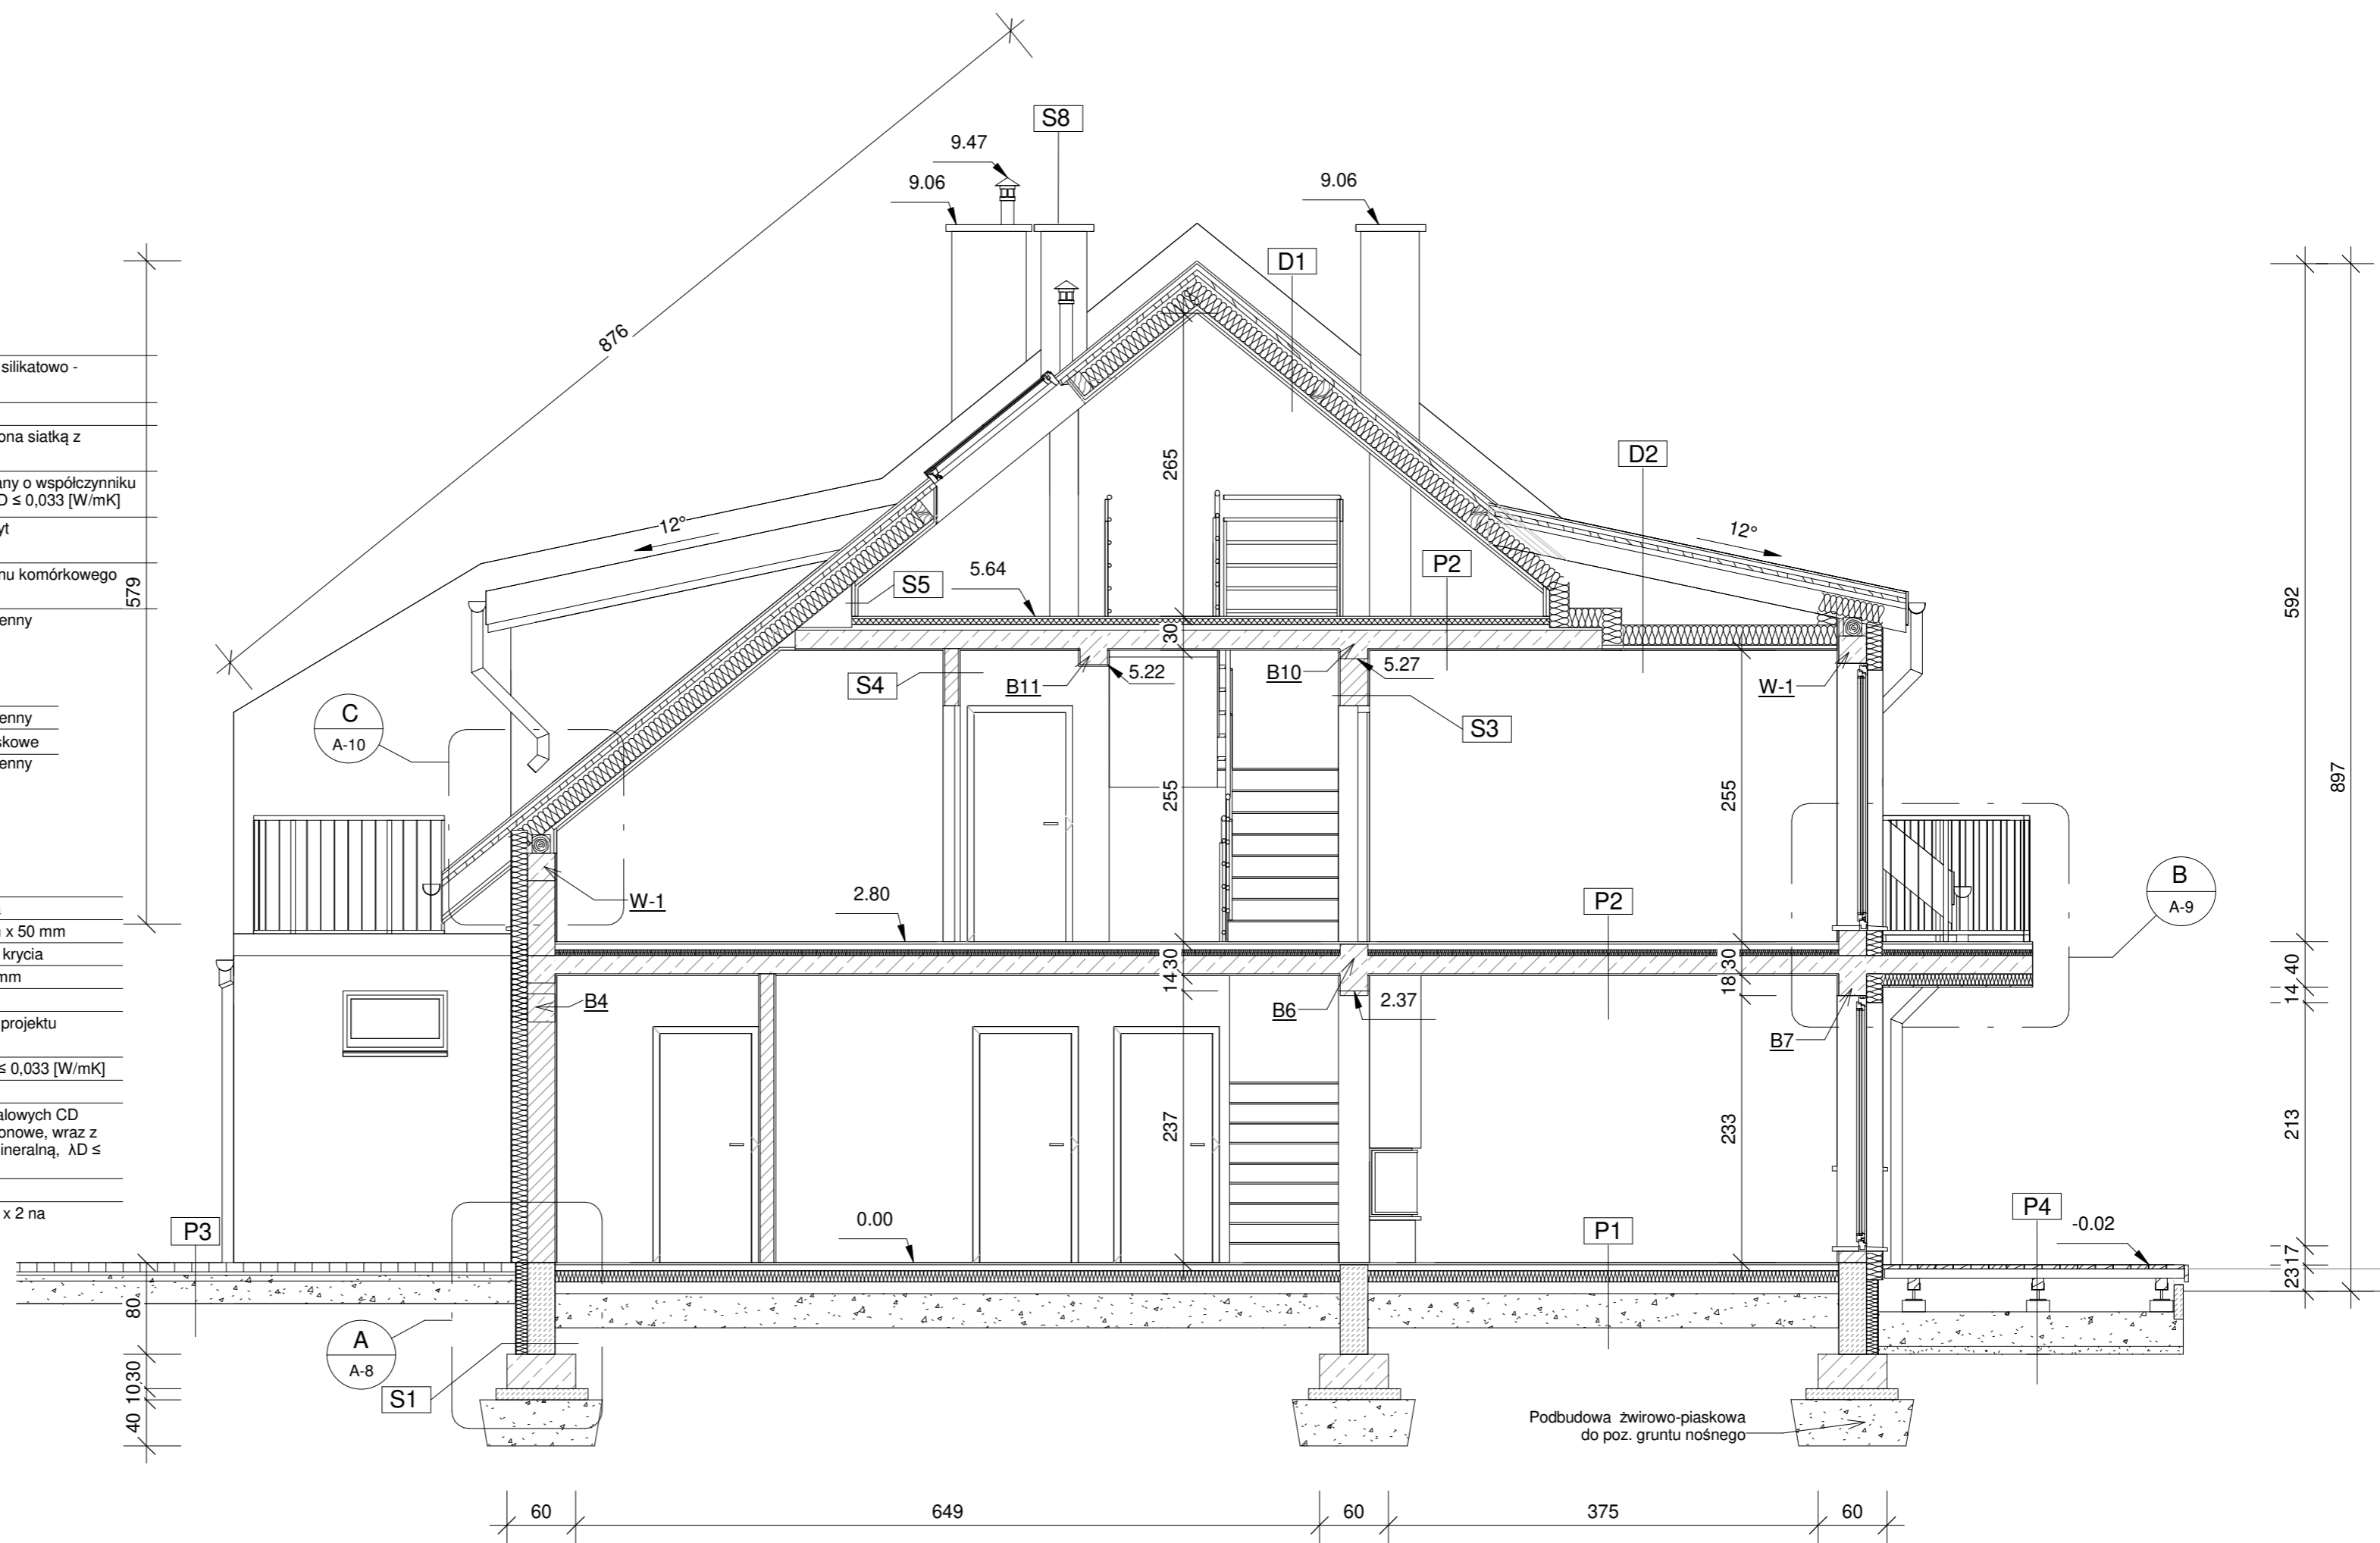 876
S8
9.47
9.06
9.06
D1
D2
silikatowo -
ona siatką z
any o współczynniku
D ≤ 0,033 [W/mK]
yt
nu komórkowego
enny
enny
skowe
enny
x 50 mm
krycia
mm
projektu
≤ 0,033 [W/mK]
alowych CD
onowe, wraz z
ineralną, λD ≤
x 2 na
579
12°
12°
265
S5
5.64
P2
30
S4
B11
5.22
B10
5.27
W-1
S3
C
A-10
592
897
255
255
W-1
2.80
P2
B
A-9
30
14
30
18
40
14
B4
B6
2.37
B7
237
233
213
P3
0.00
P1
P4
-0.02
17
23
80
30
10
40
A
A-8
S1
Podbudowa żwirowo-piaskowa
do poz. gruntu nośnego
60
649
60
375
60